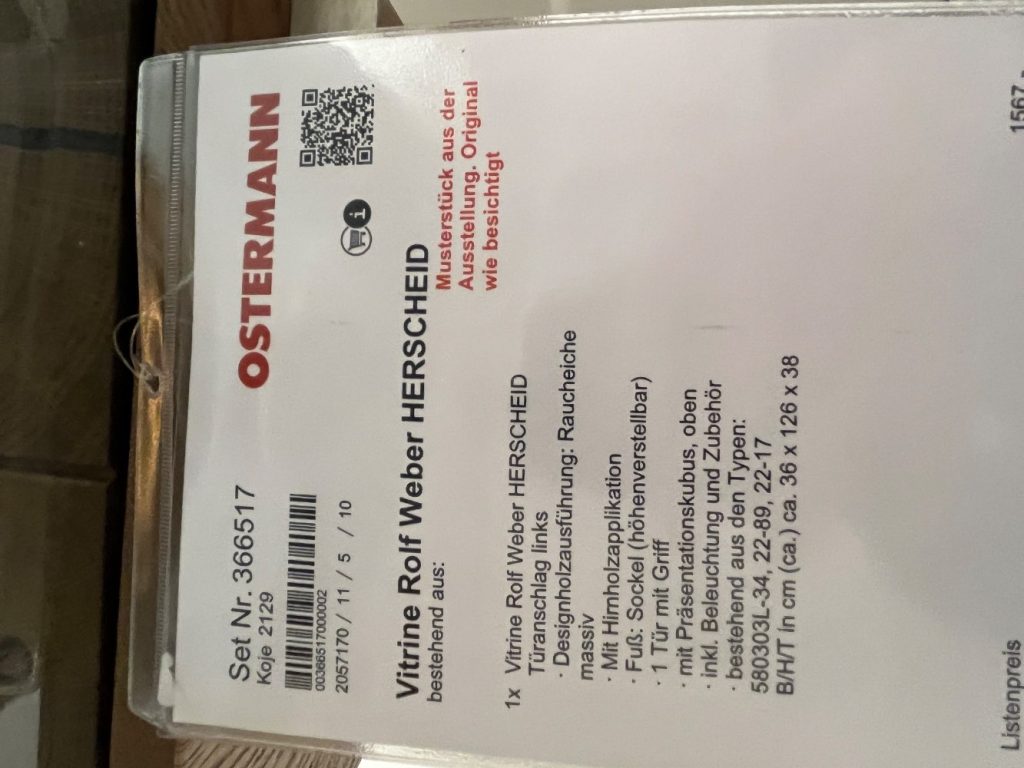 Set Nr. 366517
OSTERMANN
Koje 2129
00366517000002
2057170 / 11 / 5 / 10
Vitrine Rolf Weber HERSCHEID
bestehend aus:
Musterstück aus der
Ausstellung. Original
wie besichtigt
1x Vitrine Rolf Weber HERSCHEID
Türanschlag links
· Designholzausführung: Raucheiche
massiv
· Mit Hirnholzapplikation
· Fuß: Sockel (höhenverstellbar)
· 1 Tür mit Griff
· mit Präsentationskubus, oben
· inkl. Beleuchtung und Zubehör
· bestehend aus den Typen:
580303L-34, 22-89, 22-17
B/H/T In cm (ca.) ca. 36 x 126 x 38
Listenpreis 1567